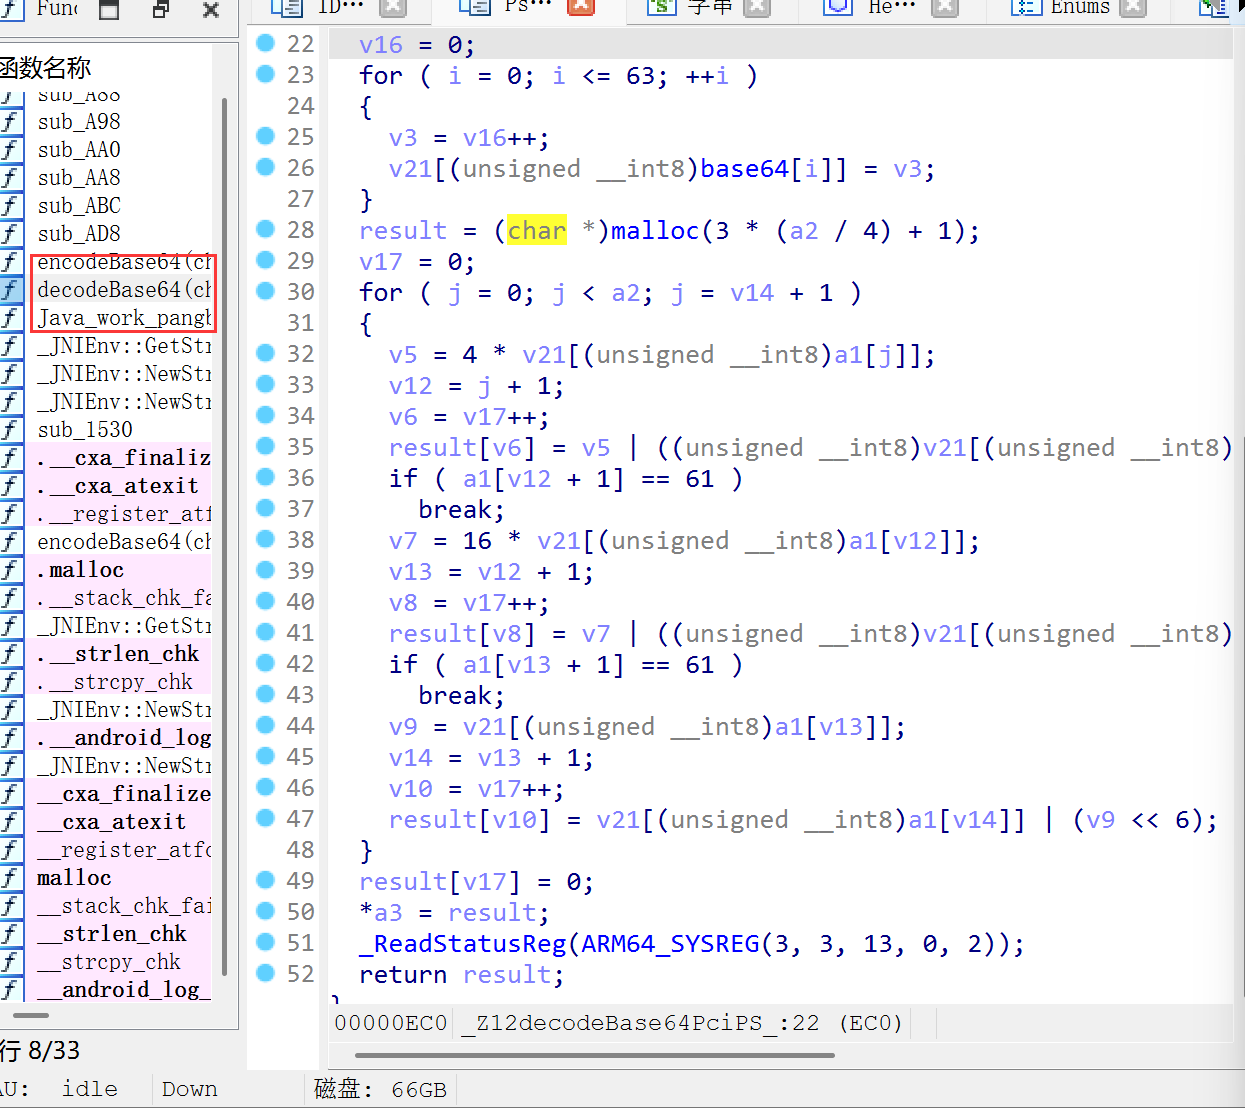 Func
ID···
Ps···
字串
He···
Enums
函数名称
sub_A88
sub_A98
sub_AA0
sub_AA8
sub_ABC
sub_AD8
encodeBase64(ch
decodeBase64(ch
Java_work_pangb
_JNIEnv::GetStr
_JNIEnv::NewStr
_JNIEnv::NewStr
sub_1530
.__cxa_finaliz
.__cxa_atexit
.__register_atf
encodeBase64(ch
.malloc
.__stack_chk_fa
_JNIEnv::GetStr
.__strlen_chk
.__strcpy_chk
_JNIEnv::NewStr
.__android_log
_JNIEnv::NewStr
__cxa_finalize
__cxa_atexit
__register_atfo
malloc
__stack_chk_fai
__strlen_chk
__strcpy_chk
__android_log_
行 8/33
22 v16 = 0;
23 for ( i = 0; i <= 63; ++i )
24 {
25 v3 = v16++;
26 v21[(unsigned __int8)base64[i]] = v3;
27 }
28 result = (char *)malloc(3 * (a2 / 4) + 1);
29 v17 = 0;
30 for ( j = 0; j < a2; j = v14 + 1 )
31 {
32 v5 = 4 * v21[(unsigned __int8)a1[j]];
33 v12 = j + 1;
34 v6 = v17++;
35 result[v6] = v5 | ((unsigned __int8)v21[(unsigned __int8)
36 if ( a1[v12 + 1] == 61 )
37 break;
38 v7 = 16 * v21[(unsigned __int8)a1[v12]];
39 v13 = v12 + 1;
40 v8 = v17++;
41 result[v8] = v7 | ((unsigned __int8)v21[(unsigned __int8)
42 if ( a1[v13 + 1] == 61 )
43 break;
44 v9 = v21[(unsigned __int8)a1[v13]];
45 v14 = v13 + 1;
46 v10 = v17++;
47 result[v10] = v21[(unsigned __int8)a1[v14]] | (v9 << 6);
48 }
49 result[v17] = 0;
50 *a3 = result;
51 _ReadStatusReg(ARM64_SYSREG(3, 3, 13, 0, 2));
52 return result;
}
00000EC0 _Z12decodeBase64PciPS_:22 (EC0)
AU: idle Down 磁盘: 66GB